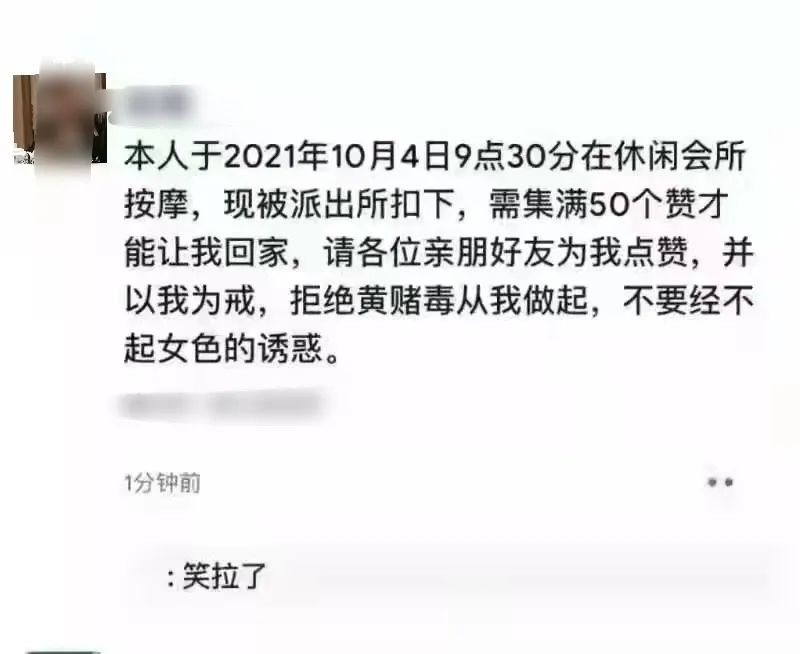 本人于2021年10月4日9点30分在休闲会所
按摩，现被派出所扣下，需集满50个赞才
能让我回家，请各位亲朋好友为我点赞，并
以我为戒，拒绝黄赌毒从我做起，不要经不
起女色的诱惑。
1分钟前
：笑拉了